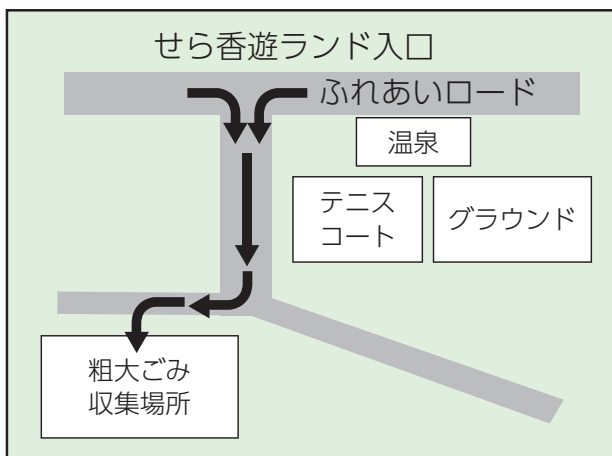 せら香遊ランド入口
ふれあいロード
温泉
テニス
コート
グラウンド
粗大ごみ
収集場所